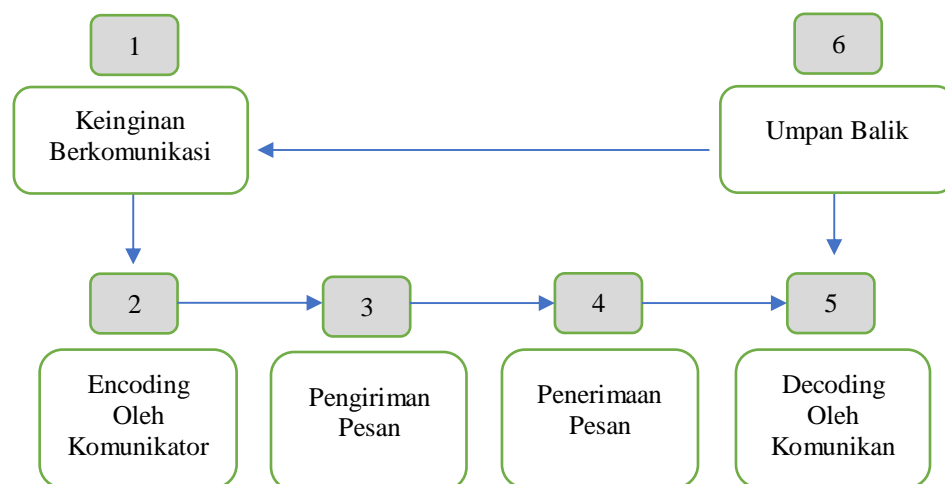 1
Keinginan
Berkomunikasi
6
Umpan Balik
2
Encoding
Oleh
Komunikator
3
Pengiriman
Pesan
4
Penerimaan
Pesan
5
Decoding
Oleh
Komunikan